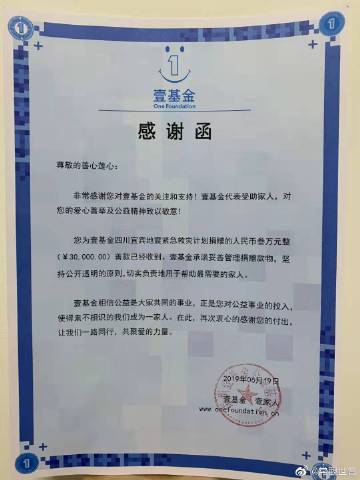 1
壹基金
One Foundation
感谢函
尊敬的善心莲心:
非常感谢您对壹基金的关注和支持!壹基金代表受助家人,对
您的爱心善举及公益精神致以敬意!
您为壹基金四川宜宾地震紧急救灾计划捐赠的人民币叁万元整
(¥30,000.00)善款已经收到。壹基金承诺妥善管理捐赠款物,坚
持公开透明的原则,切实负责地用于帮助最需要的家人。
壹基金相信公益是大家共同的事业,正是您对公益事业的投入,
使得素不相识的我们成为一家人。在此,再次衷心的感谢您的付出,
让我们一路同行,共聚爱的力量。
2019年06月19日
壹基金 壹家人
www.onefoundation.cn